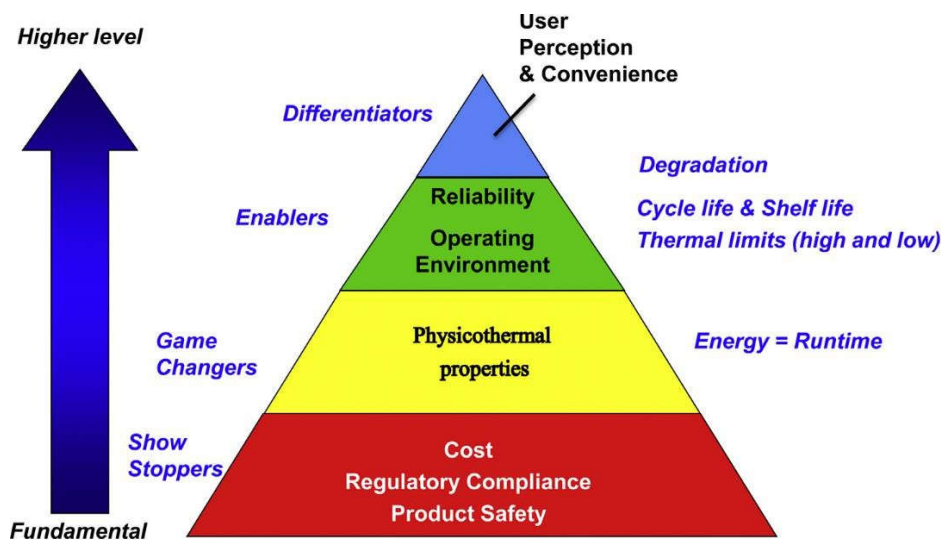 Higher level
User
Perception
& Convenience
Differentiators
Degradation
Reliability
Enablers
Cycle life & Shelf life
Operating
Environment
Thermal limits (high and low)
Game
Changers
Physicothermal
properties
Energy = Runtime
Show
Stoppers
Cost
Regulatory Compliance
Product Safety
Fundamental